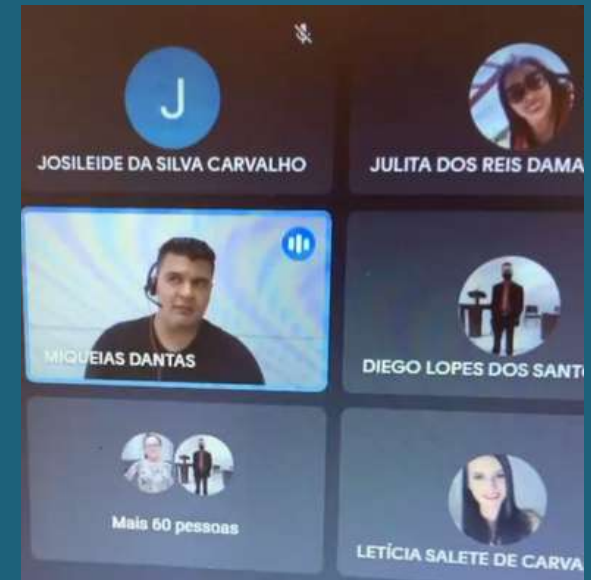 J
JOSILEIDE DA SILVA CARVALHO
JULITA DOS REIS DAMA
MIQUEIAS DANTAS
DIEGO LOPES DOS SANT
Mais 60 pessoas
LETÍCIA SALETE DE CARVA